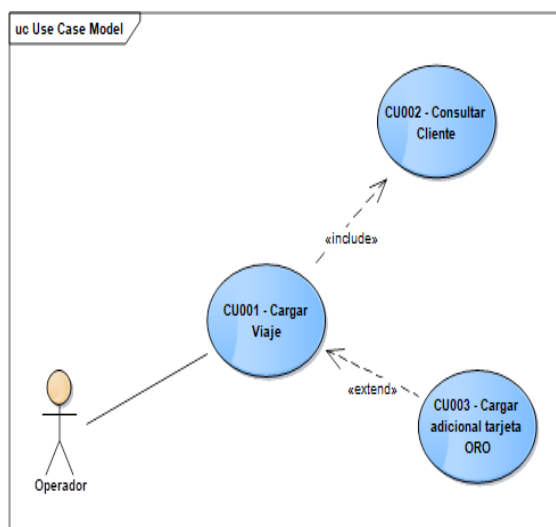 uc Use Case Model
CU002 - Consultar
Cliente
«include»
CU001 - Cargar
Viaje
«extend»
CU003 - Cargar
adicional tarjeta
ORO
Operador